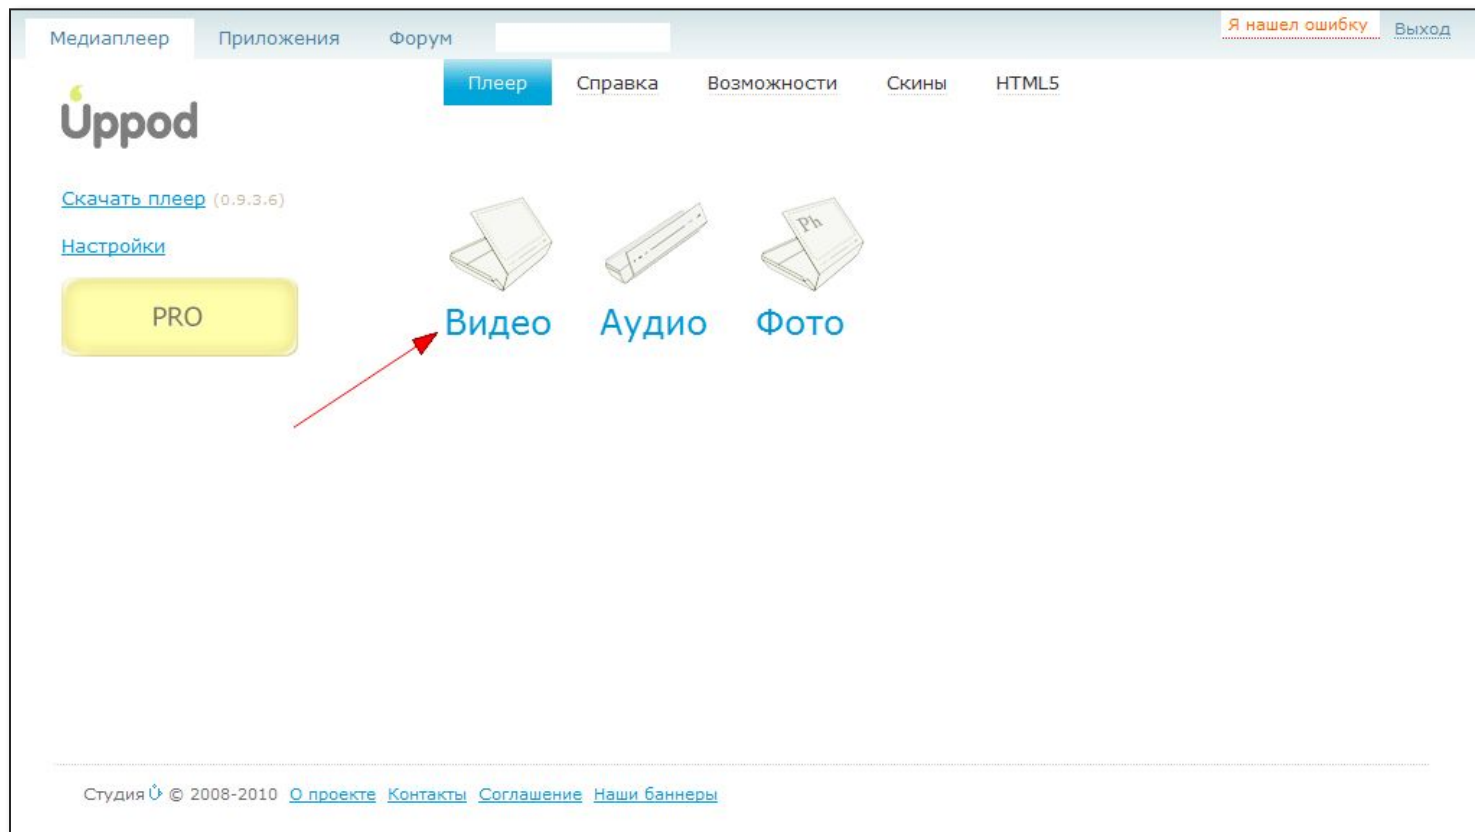 Медиаплеер Приложения Форум Я нашел ошибку Выход
Плеер Справка Возможности Скины HTML5
Uppod
Скачать плеер (0.9.3.6)
Настройки
PRO
Ph
Видео Аудио Фото
Студия Ů © 2008-2010 О проекте Контакты Соглашение Наши баннеры